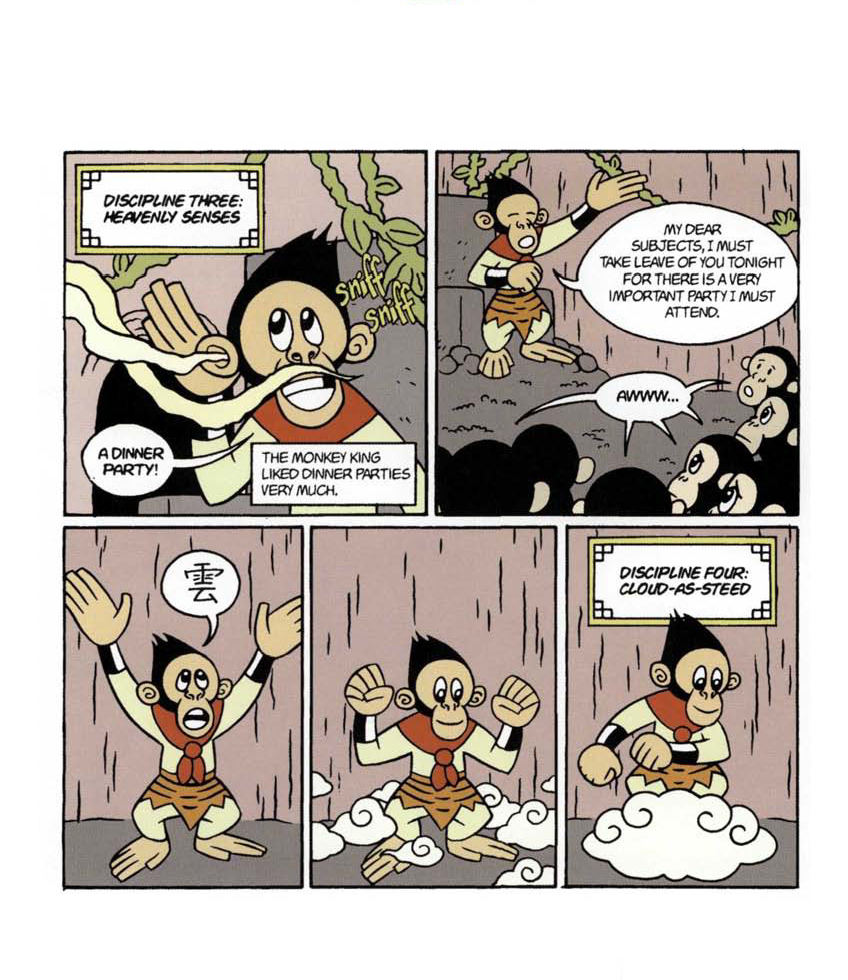 DISCIPLINE THREE:
HEAVENLY SENSES
sniff
sniff
A DINNER
PARTY!
THE MONKEY KING
LIKED DINNER PARTIES
VERY MUCH.
MY DEAR
SUBJECTS, I MUST
TAKE LEAVE OF YOU TONIGHT
FOR THERE IS A VERY
IMPORTANT PARTY I MUST
ATTEND.
AWWW...
雲
DISCIPLINE FOUR:
CLOUD-AS-STEED